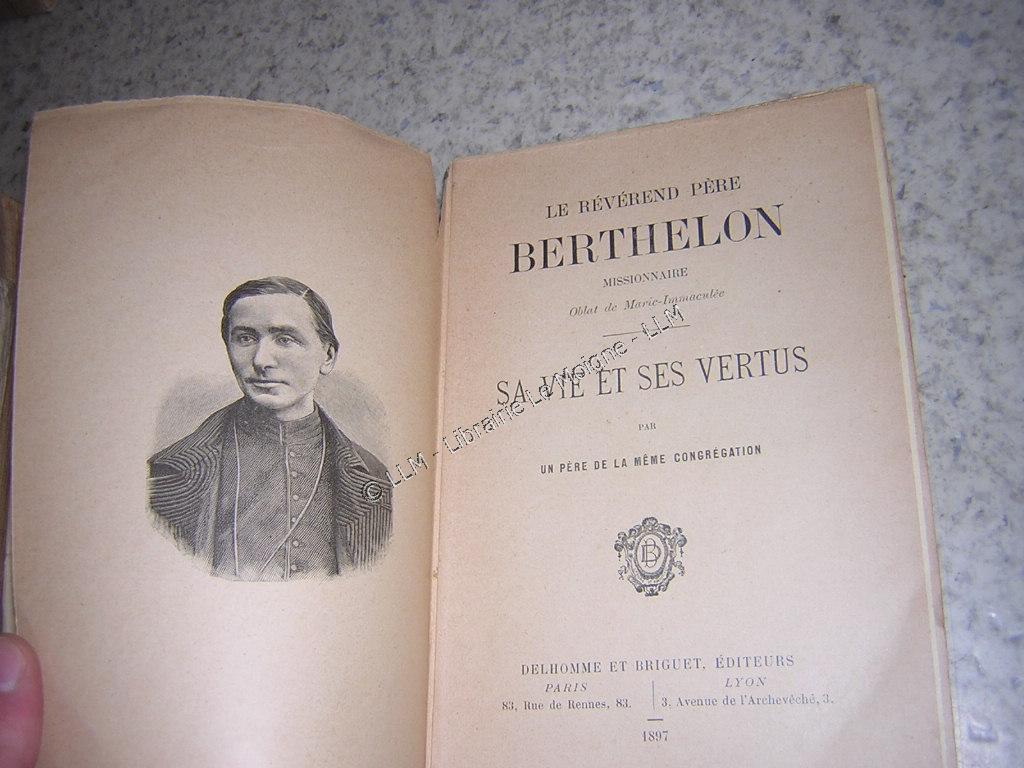 LE RÉVÉREND PÈRE
BERTHELON
MISSIONNAIRE
Oblat de Marie-Immaculée
SA VIE ET SES VERTUS
PAR
UN PÈRE DE LA MÊME CONGRÉGATION
DB
DELHOMME ET BRIGUET, ÉDITEURS
PARIS
83, Rue de Rennes, 83.
LYON
3, Avenue de l'Archevêché, 3.
1897
© LLM - Librairie Le Moigne - LLM